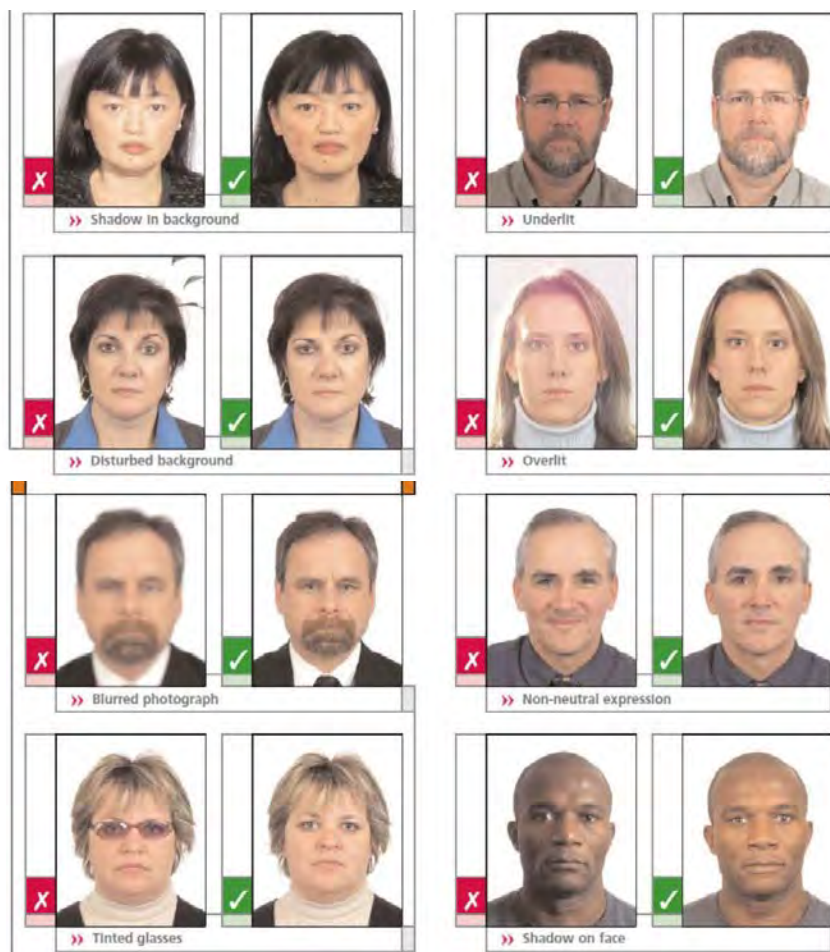 Shadow in background
Underlit
Disturbed background
Overlit
Blurred photograph
Non-neutral expression
Tinted glasses
Shadow on face